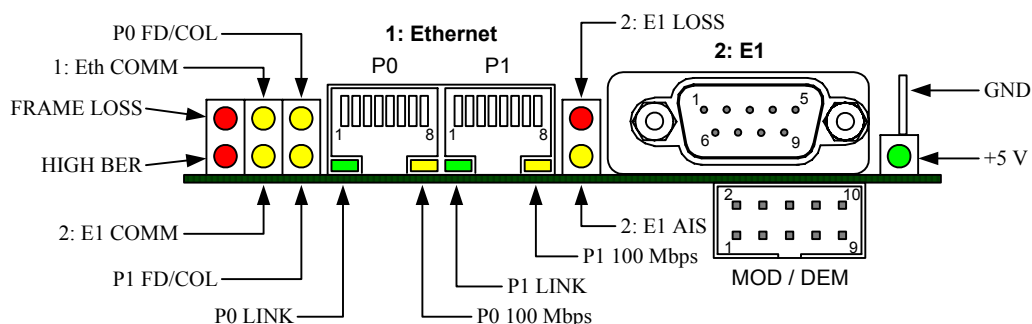 P0 FD/COL
1: Ethernet
2: E1 LOSS
1: Eth COMM
P0
P1
2: E1
FRAME LOSS
GND
1
5
1
8
1
8
6
9
HIGH BER
+5 V
2
10
2: E1 COMM
2: E1 AIS
1
9
P1 FD/COL
P1 100 Mbps
P1 LINK
MOD / DEM
P0 LINK
P0 100 Mbps